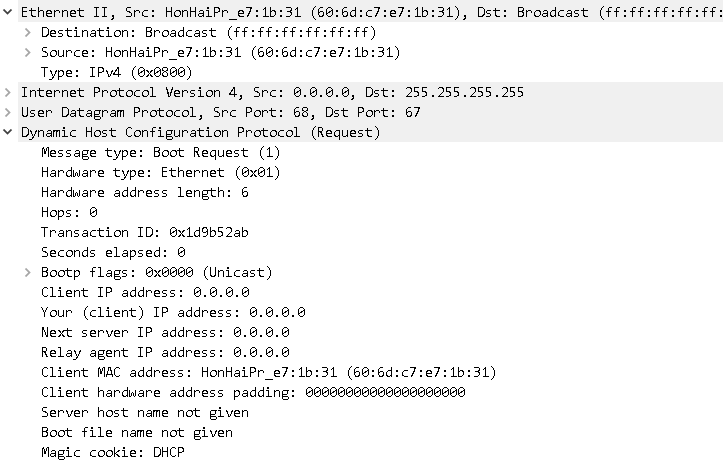 Ethernet II, Src: HonHaiPr_e7:1b:31 (60:6d:c7:e7:1b:31), Dst: Broadcast (ff:ff:ff:ff:ff:
Destination: Broadcast (ff:ff:ff:ff:ff:ff)
Source: HonHaiPr_e7:1b:31 (60:6d:c7:e7:1b:31)
Type: IPv4 (0x0800)
Internet Protocol Version 4, Src: 0.0.0.0, Dst: 255.255.255.255
User Datagram Protocol, Src Port: 68, Dst Port: 67
Dynamic Host Configuration Protocol (Request)
Message type: Boot Request (1)
Hardware type: Ethernet (0x01)
Hardware address length: 6
Hops: 0
Transaction ID: 0x1d9b52ab
Seconds elapsed: 0
Bootp flags: 0x0000 (Unicast)
Client IP address: 0.0.0.0
Your (client) IP address: 0.0.0.0
Next server IP address: 0.0.0.0
Relay agent IP address: 0.0.0.0
Client MAC address: HonHaiPr_e7:1b:31 (60:6d:c7:e7:1b:31)
Client hardware address padding: 00000000000000000000
Server host name not given
Boot file name not given
Magic cookie: DHCP